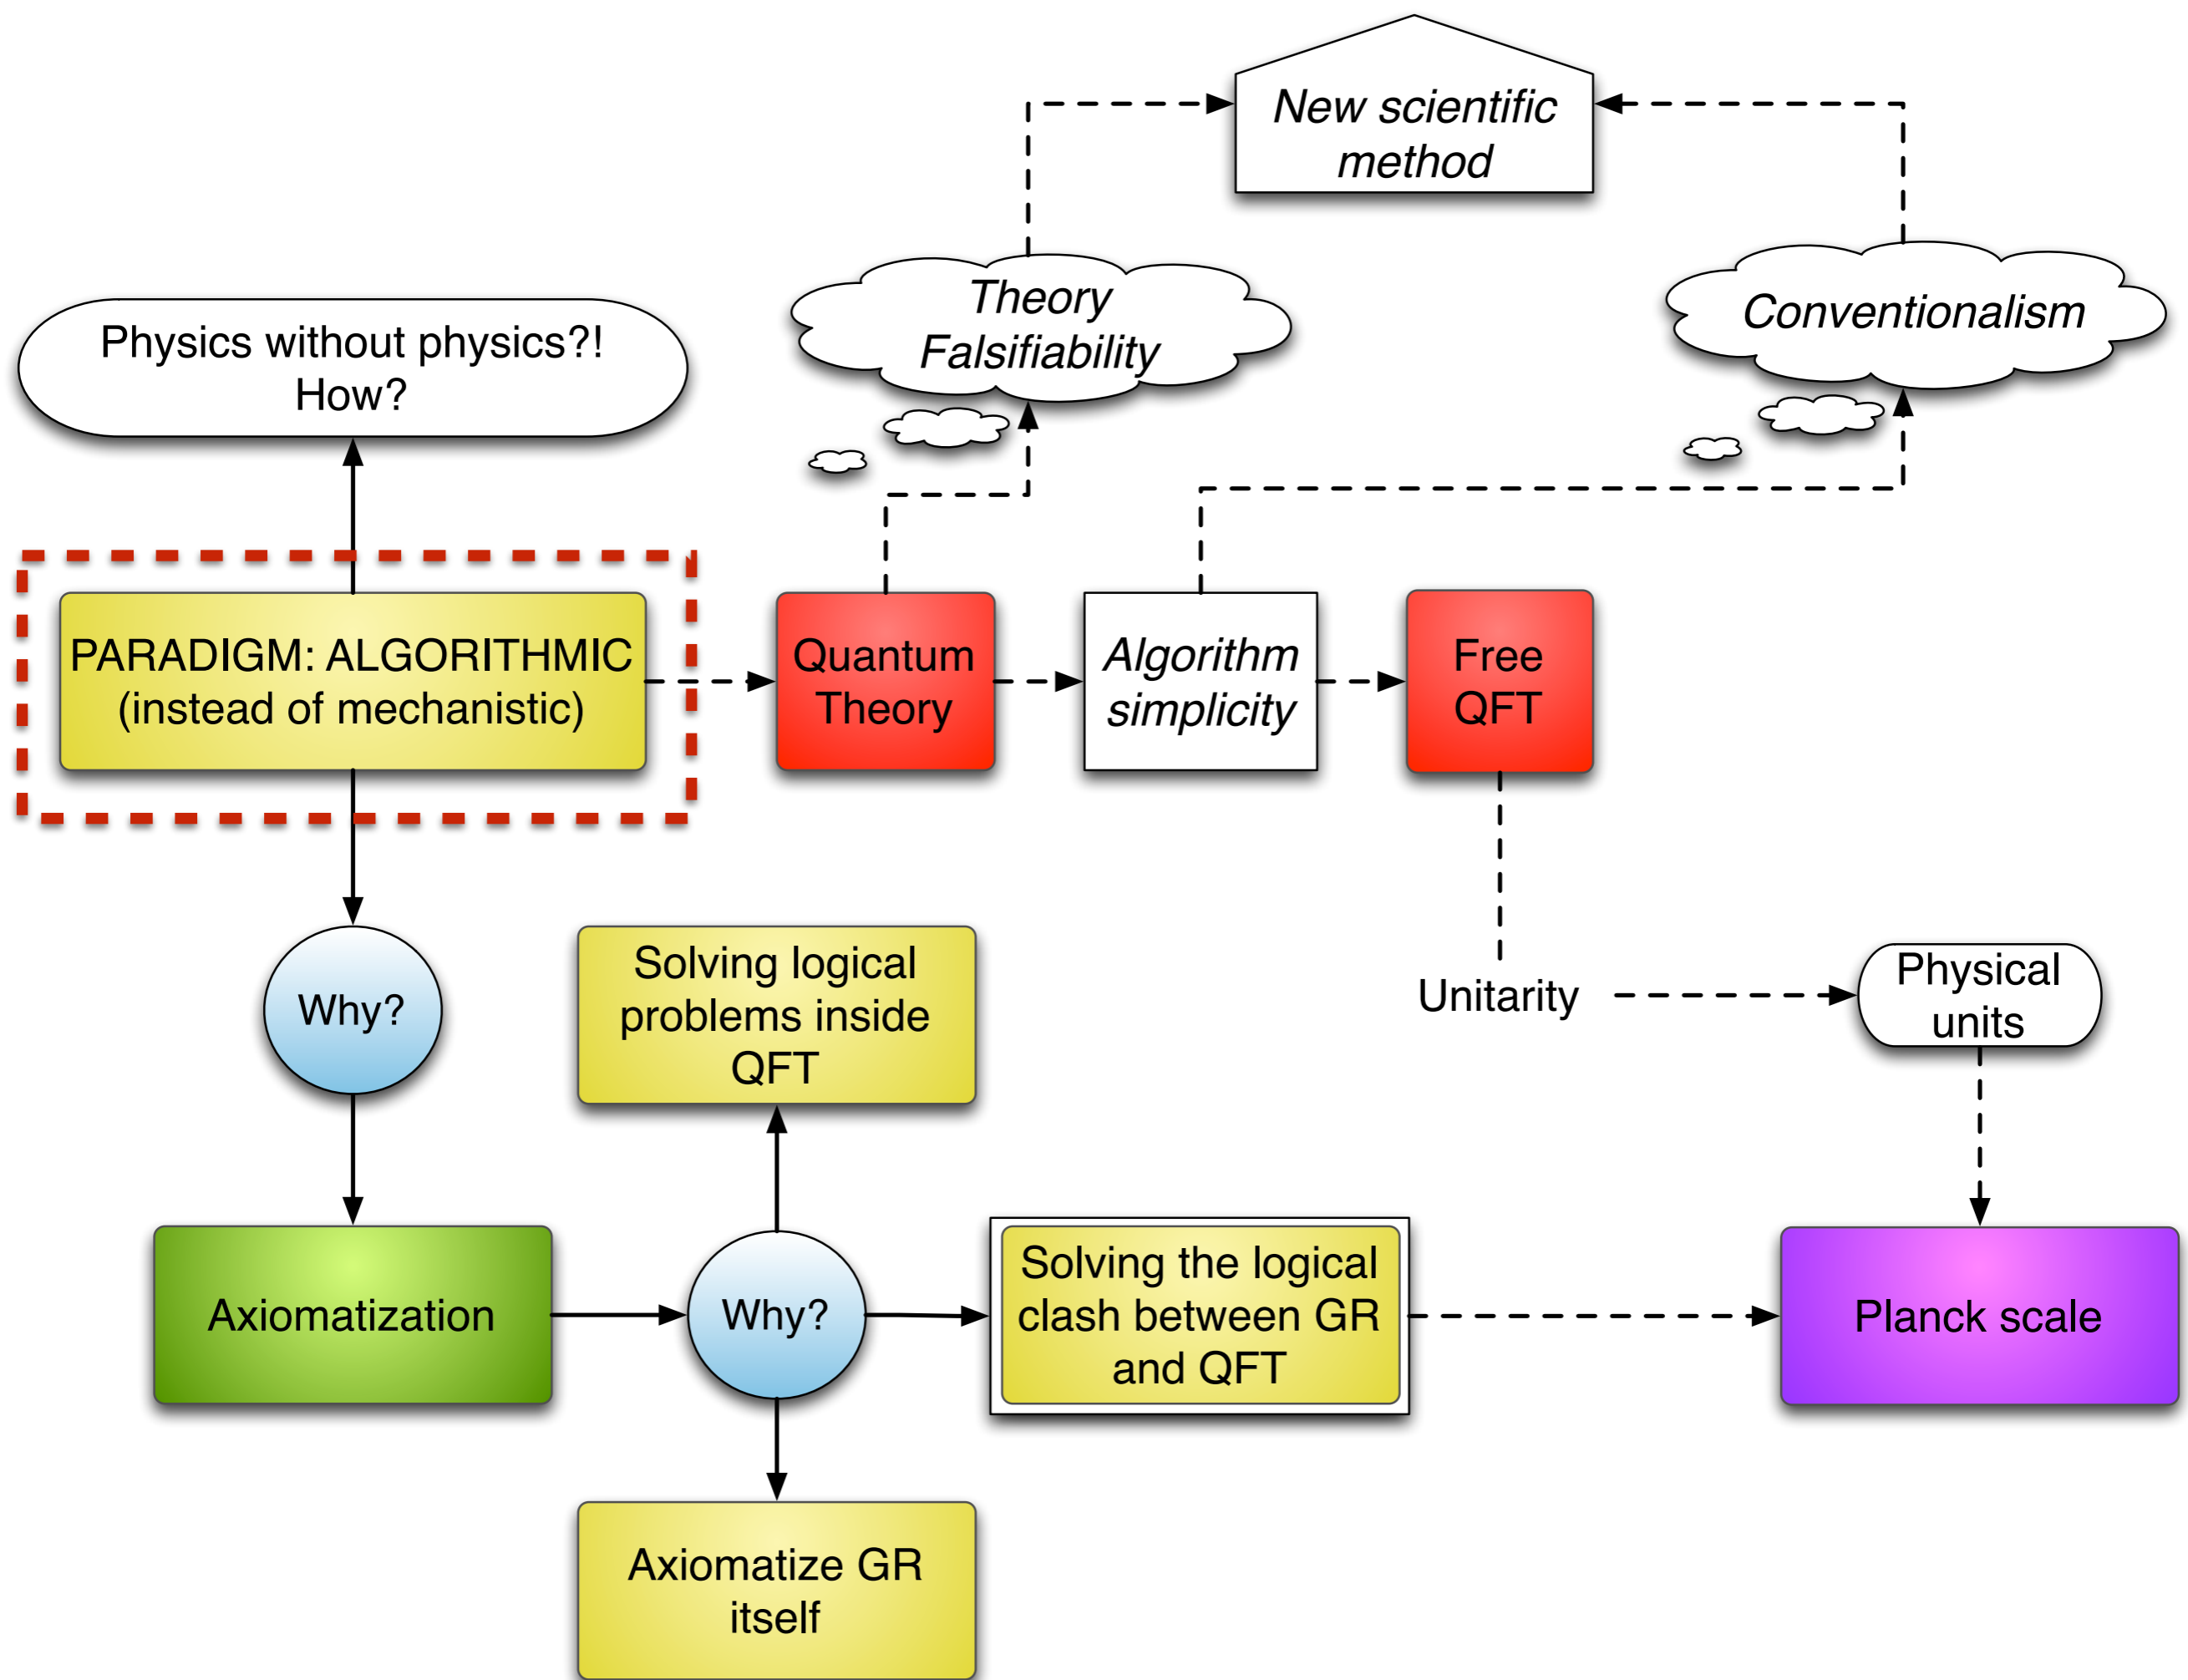 New scientific
method
Theory
Falsifiability
Conventionalism
Physics without physics?!
How?
PARADIGM: ALGORITHMIC
(instead of mechanistic)
Quantum
Theory
Algorithm
simplicity
Free
QFT
Why?
Solving logical
problems inside
QFT
Unitarity
Physical
units
Axiomatization
Why?
Solving the logical
clash between GR
and QFT
Planck scale
Axiomatize GR
itself